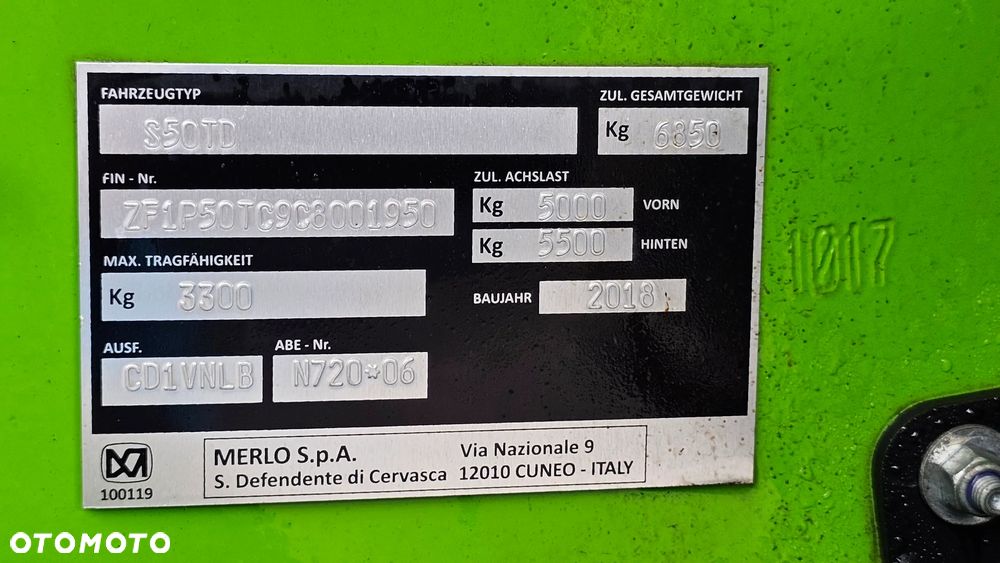 FAHRZEUGTYP
S50TD
ZUL. GESAMTGEWICHT
Kg 6850
FIN - Nr.
ZF1P50TC9C8001950
ZUL. ACHSLAST
Kg 5000 VORN
Kg 5500 HINTEN
MAX. TRAGFÄHIGKEIT
Kg 3300
BAUJAHR 2018
AUSF.
CD1VNLB
ABE - Nr.
N720*06
100119
MERLO S.p.A.
S. Defendente di Cervasca
Via Nazionale 9
12010 CUNEO - ITALY
1017
OTOMOTO